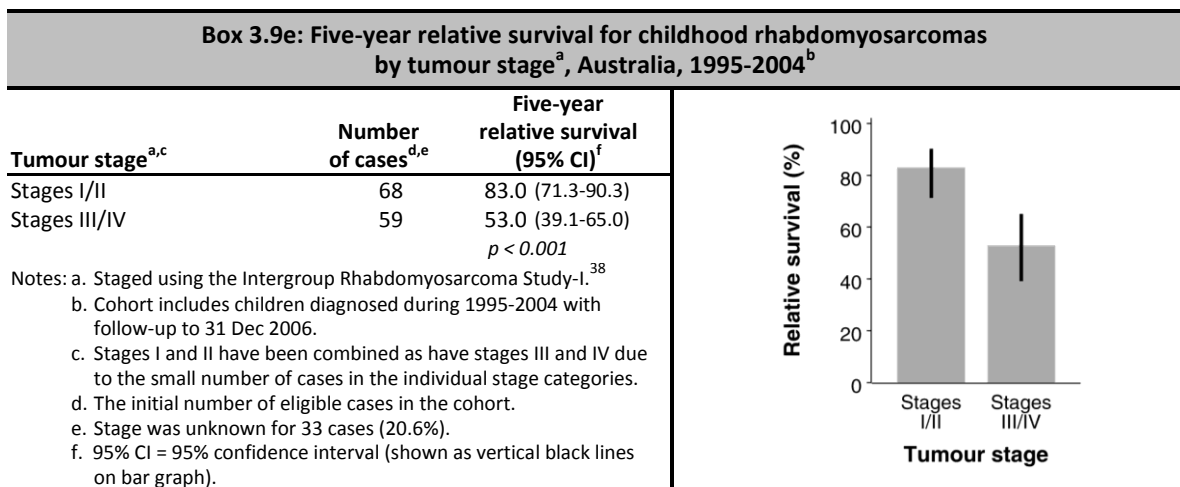 Box 3.9e: Five-year relative survival for childhood rhabdomyosarcomas
by tumour stageᵃ, Australia, 1995-2004ᵇ
Tumour stageᵃ,ᶜ Number of casesᵈ,ᵉ Five-year relative survival (95% CI)ᶠ
Stages I/II 68 83.0 (71.3-90.3)
Stages III/IV 59 53.0 (39.1-65.0)
p < 0.001
Notes: a. Staged using the Intergroup Rhabdomyosarcoma Study-I.³⁸
b. Cohort includes children diagnosed during 1995-2004 with
follow-up to 31 Dec 2006.
c. Stages I and II have been combined as have stages III and IV due
to the small number of cases in the individual stage categories.
d. The initial number of eligible cases in the cohort.
e. Stage was unknown for 33 cases (20.6%).
f. 95% CI = 95% confidence interval (shown as vertical black lines
on bar graph).
Relative survival (%)
100
80
60
40
20
0
Stages Stages
I/II III/IV
Tumour stage